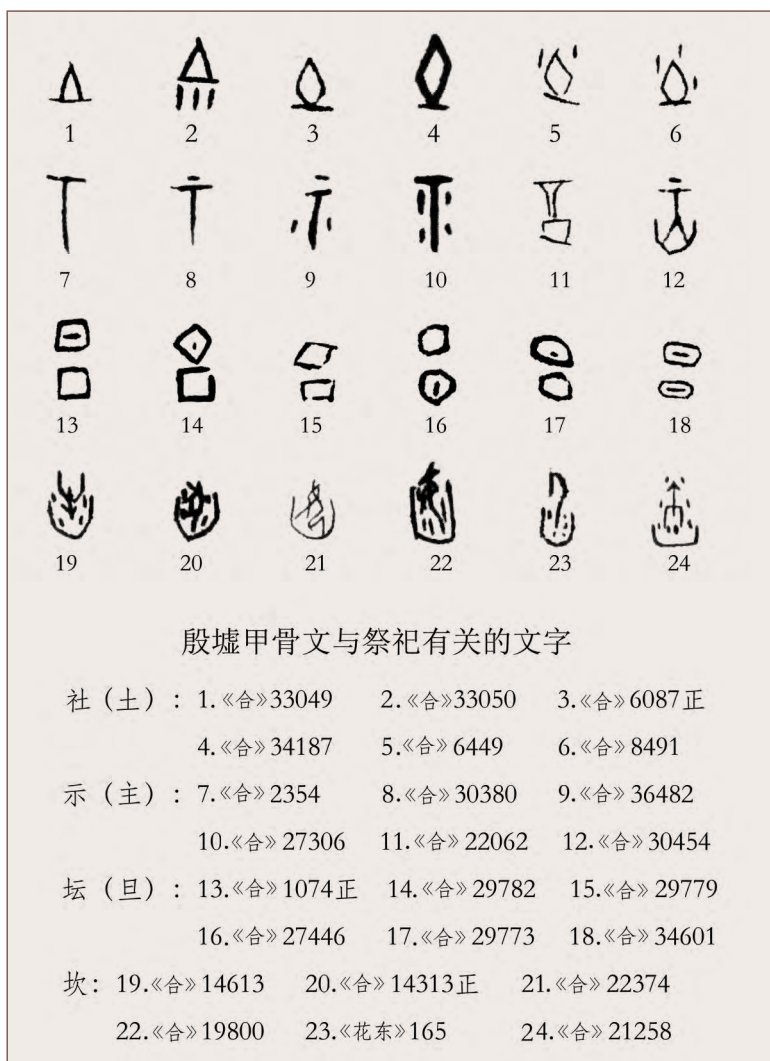 1 2 3 4 5 6
7 8 9 10 11 12
13 14 15 16 17 18
19 20 21 22 23 24
殷墟甲骨文与祭祀有关的文字
社（土）：1.《合》33049 2.《合》33050 3.《合》6087正
4.《合》34187 5.《合》6449 6.《合》8491
示（主）：7.《合》2354 8.《合》30380 9.《合》36482
10.《合》27306 11.《合》22062 12.《合》30454
坛（旦）：13.《合》1074正 14.《合》29782 15.《合》29779
16.《合》27446 17.《合》29773 18.《合》34601
坎：19.《合》14613 20.《合》14313正 21.《合》22374
22.《合》19800 23.《花东》165 24.《合》21258